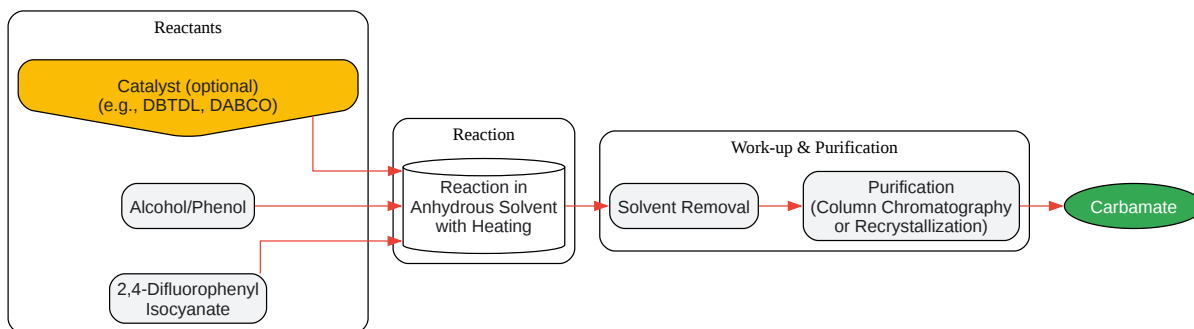 Reactants
Catalyst (optional)
(e.g., DBTDL, DABCO)
Alcohol/Phenol
2,4-Difluorophenyl
Isocyanate
Reaction
Reaction in
Anhydrous Solvent
with Heating
Work-up & Purification
Solvent Removal
Purification
(Column Chromatography
or Recrystallization)
Carbamate